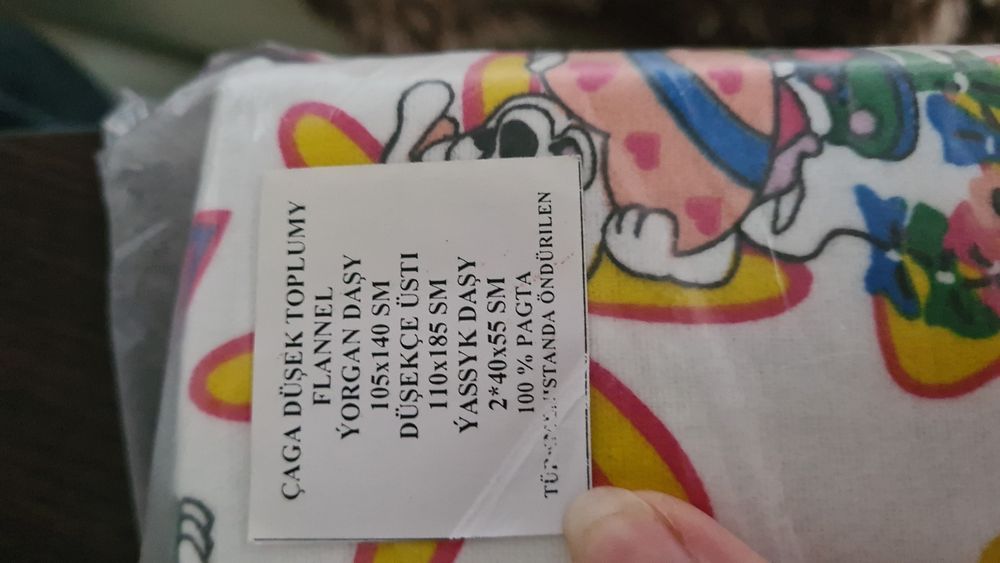 ÇAGA DÜŞEK TOPLUMY
FLANNEL
ÝORGAN DAŞY
105x140 SM
DÜŞEKÇE ÜSTI
110x185 SM
ÝASSYK DAŞY
2*40x55 SM
100 % PAGTA
ÖNDÜRILEN